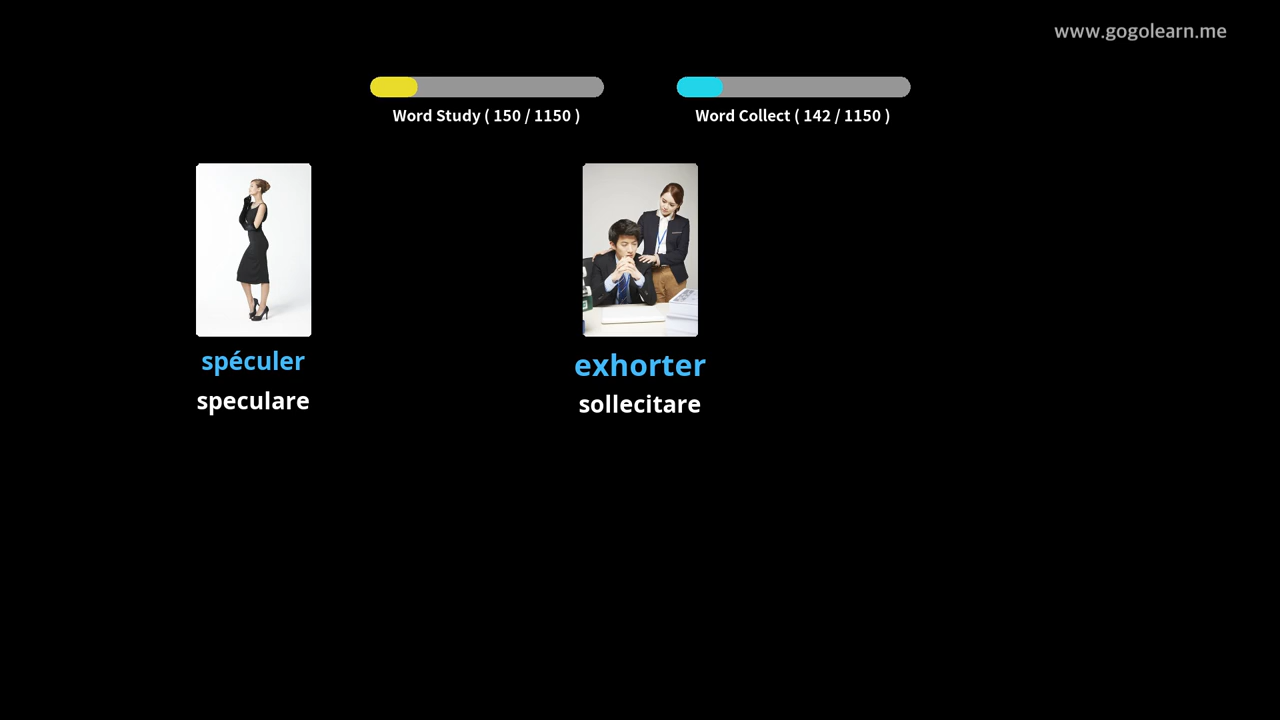 www.gogolearn.me
Word Study ( 150 / 1150 )
Word Collect ( 142 / 1150 )
spéculer
speculare
exhorter
sollecitare